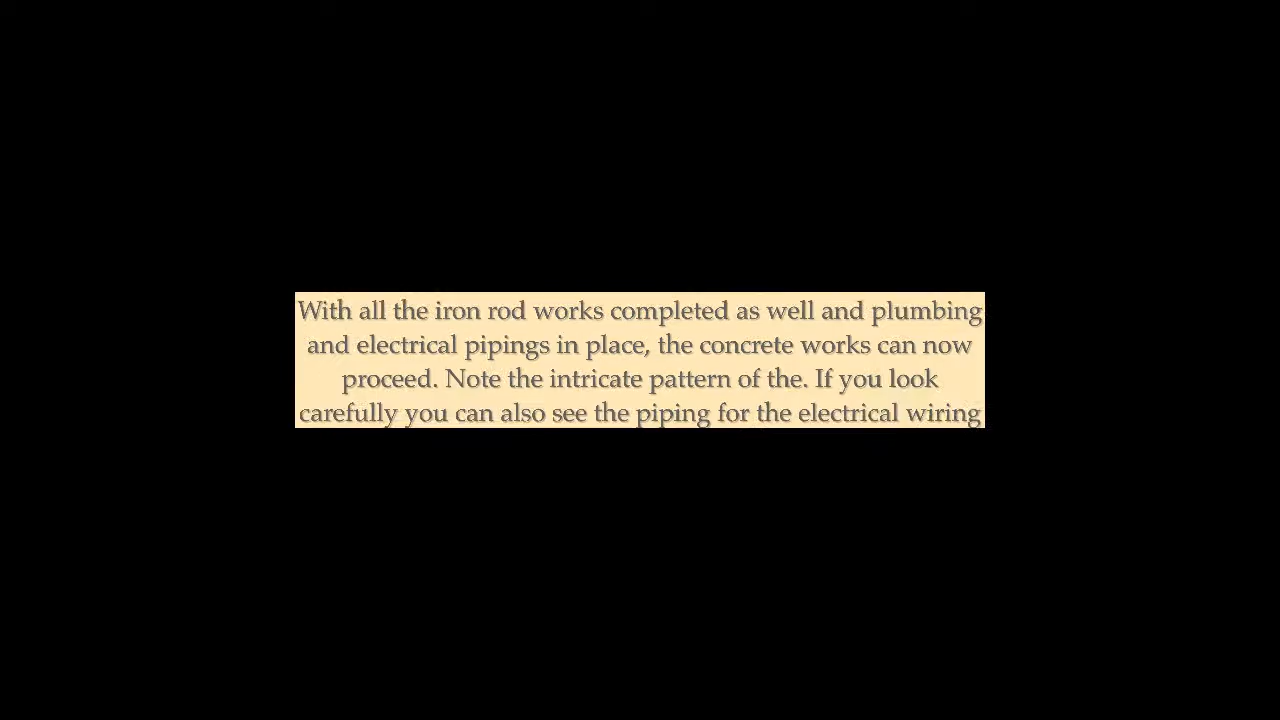 With all the iron rod works completed as well and plumbing
and electrical pipings in place, the concrete works can now
proceed. Note the intricate pattern of the. If you look
carefully you can also see the piping for the electrical wiring